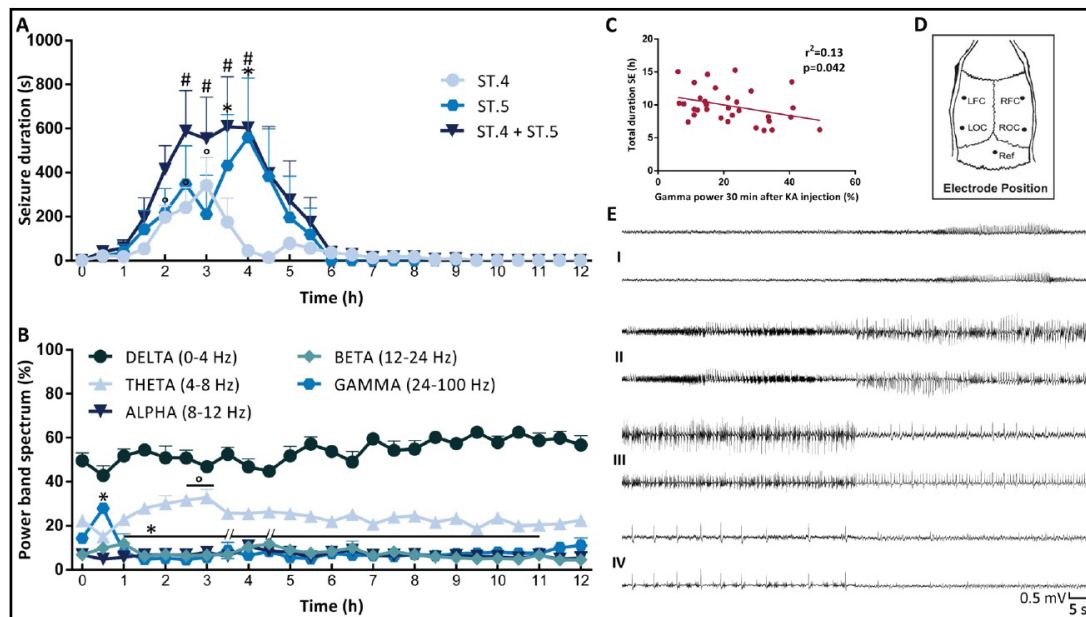 A
Seizure duration (s)
1000
800
600
400
200
0
# # # #
* *
° ° °
ST.4
ST.5
ST.4 + ST.5
0 1 2 3 4 5 6 7 8 9 10 11 12
Time (h)
B
Power band spectrum (%)
100
80
60
40
20
0
DELTA (0-4 Hz)
THETA (4-8 Hz)
ALPHA (8-12 Hz)
BETA (12-24 Hz)
GAMMA (24-100 Hz)
°
*
*
// //
0 1 2 3 4 5 6 7 8 9 10 11 12
Time (h)
C
Total duration SE (h)
20
15
10
5
0
r²=0.13
p=0.042
0 20 40 60
Gamma power 30 min after KA injection (%)
D
LFC RFC
LOC ROC
Ref
Electrode Position
E
I
II
III
IV
0.5 mV
5 s